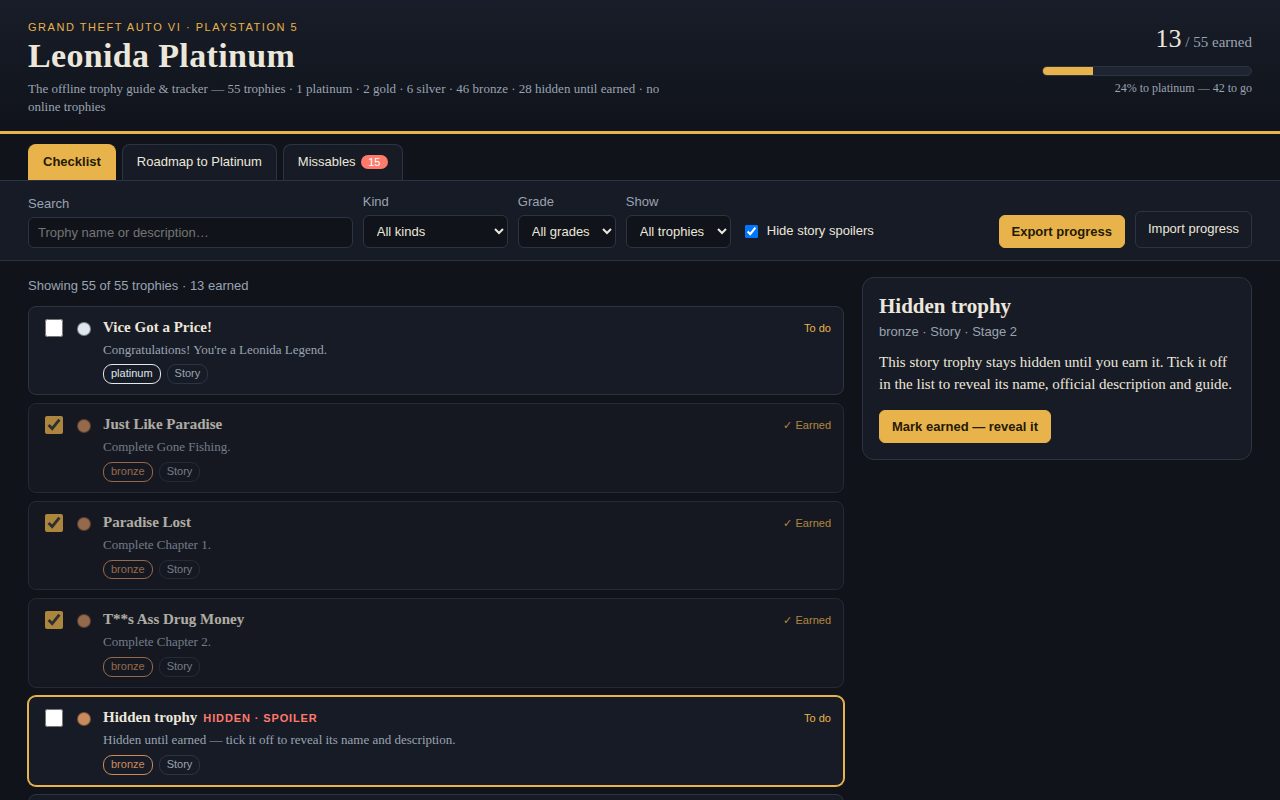 GRAND THEFT AUTO VI · PLAYSTATION 5
Leonida Platinum
The offline trophy guide & tracker — 55 trophies · 1 platinum · 2 gold · 6 silver · 46 bronze · 28 hidden until earned · no
online trophies
13 / 55 earned
24% to platinum — 42 to go
Checklist
Roadmap to Platinum
Missables 15
Search
Trophy name or description…
Kind
All kinds
Grade
All grades
Show
All trophies
Hide story spoilers
Export progress
Import progress
Showing 55 of 55 trophies · 13 earned
Vice Got a Price!
To do
Congratulations! You're a Leonida Legend.
platinum
Story
Just Like Paradise
✓ Earned
Complete Gone Fishing.
bronze
Story
Paradise Lost
✓ Earned
Complete Chapter 1.
bronze
Story
T**s Ass Drug Money
✓ Earned
Complete Chapter 2.
bronze
Story
Hidden trophy HIDDEN · SPOILER
To do
Hidden until earned — tick it off to reveal its name and description.
bronze
Story
Hidden trophy
bronze · Story · Stage 2
This story trophy stays hidden until you earn it. Tick it off
in the list to reveal its name, official description and guide.
Mark earned — reveal it